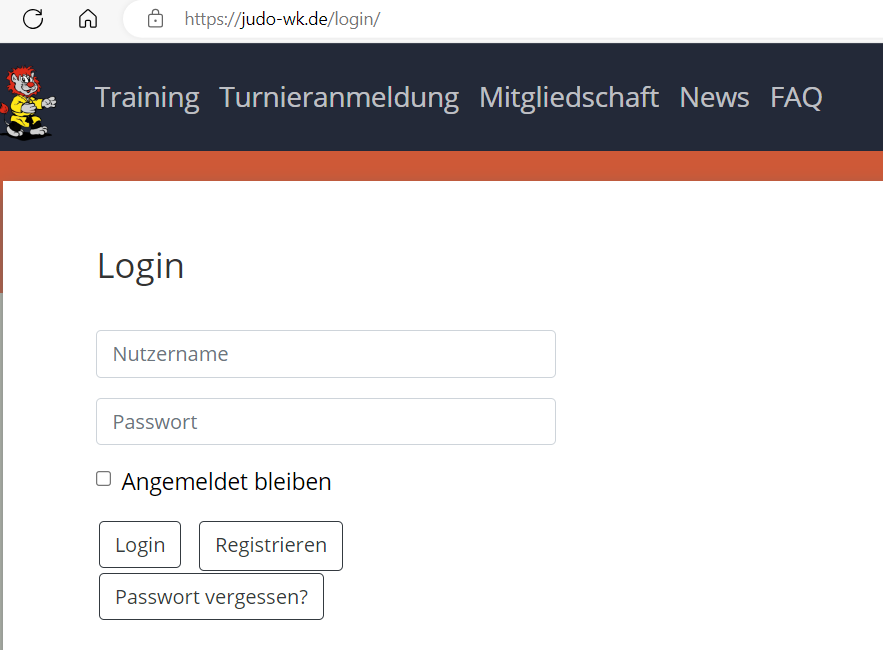 https://judo-wk.de/login/
Training Turnieranmeldung Mitgliedschaft News FAQ
Login
Nutzername
Passwort
Angemeldet bleiben
Login Registrieren
Passwort vergessen?